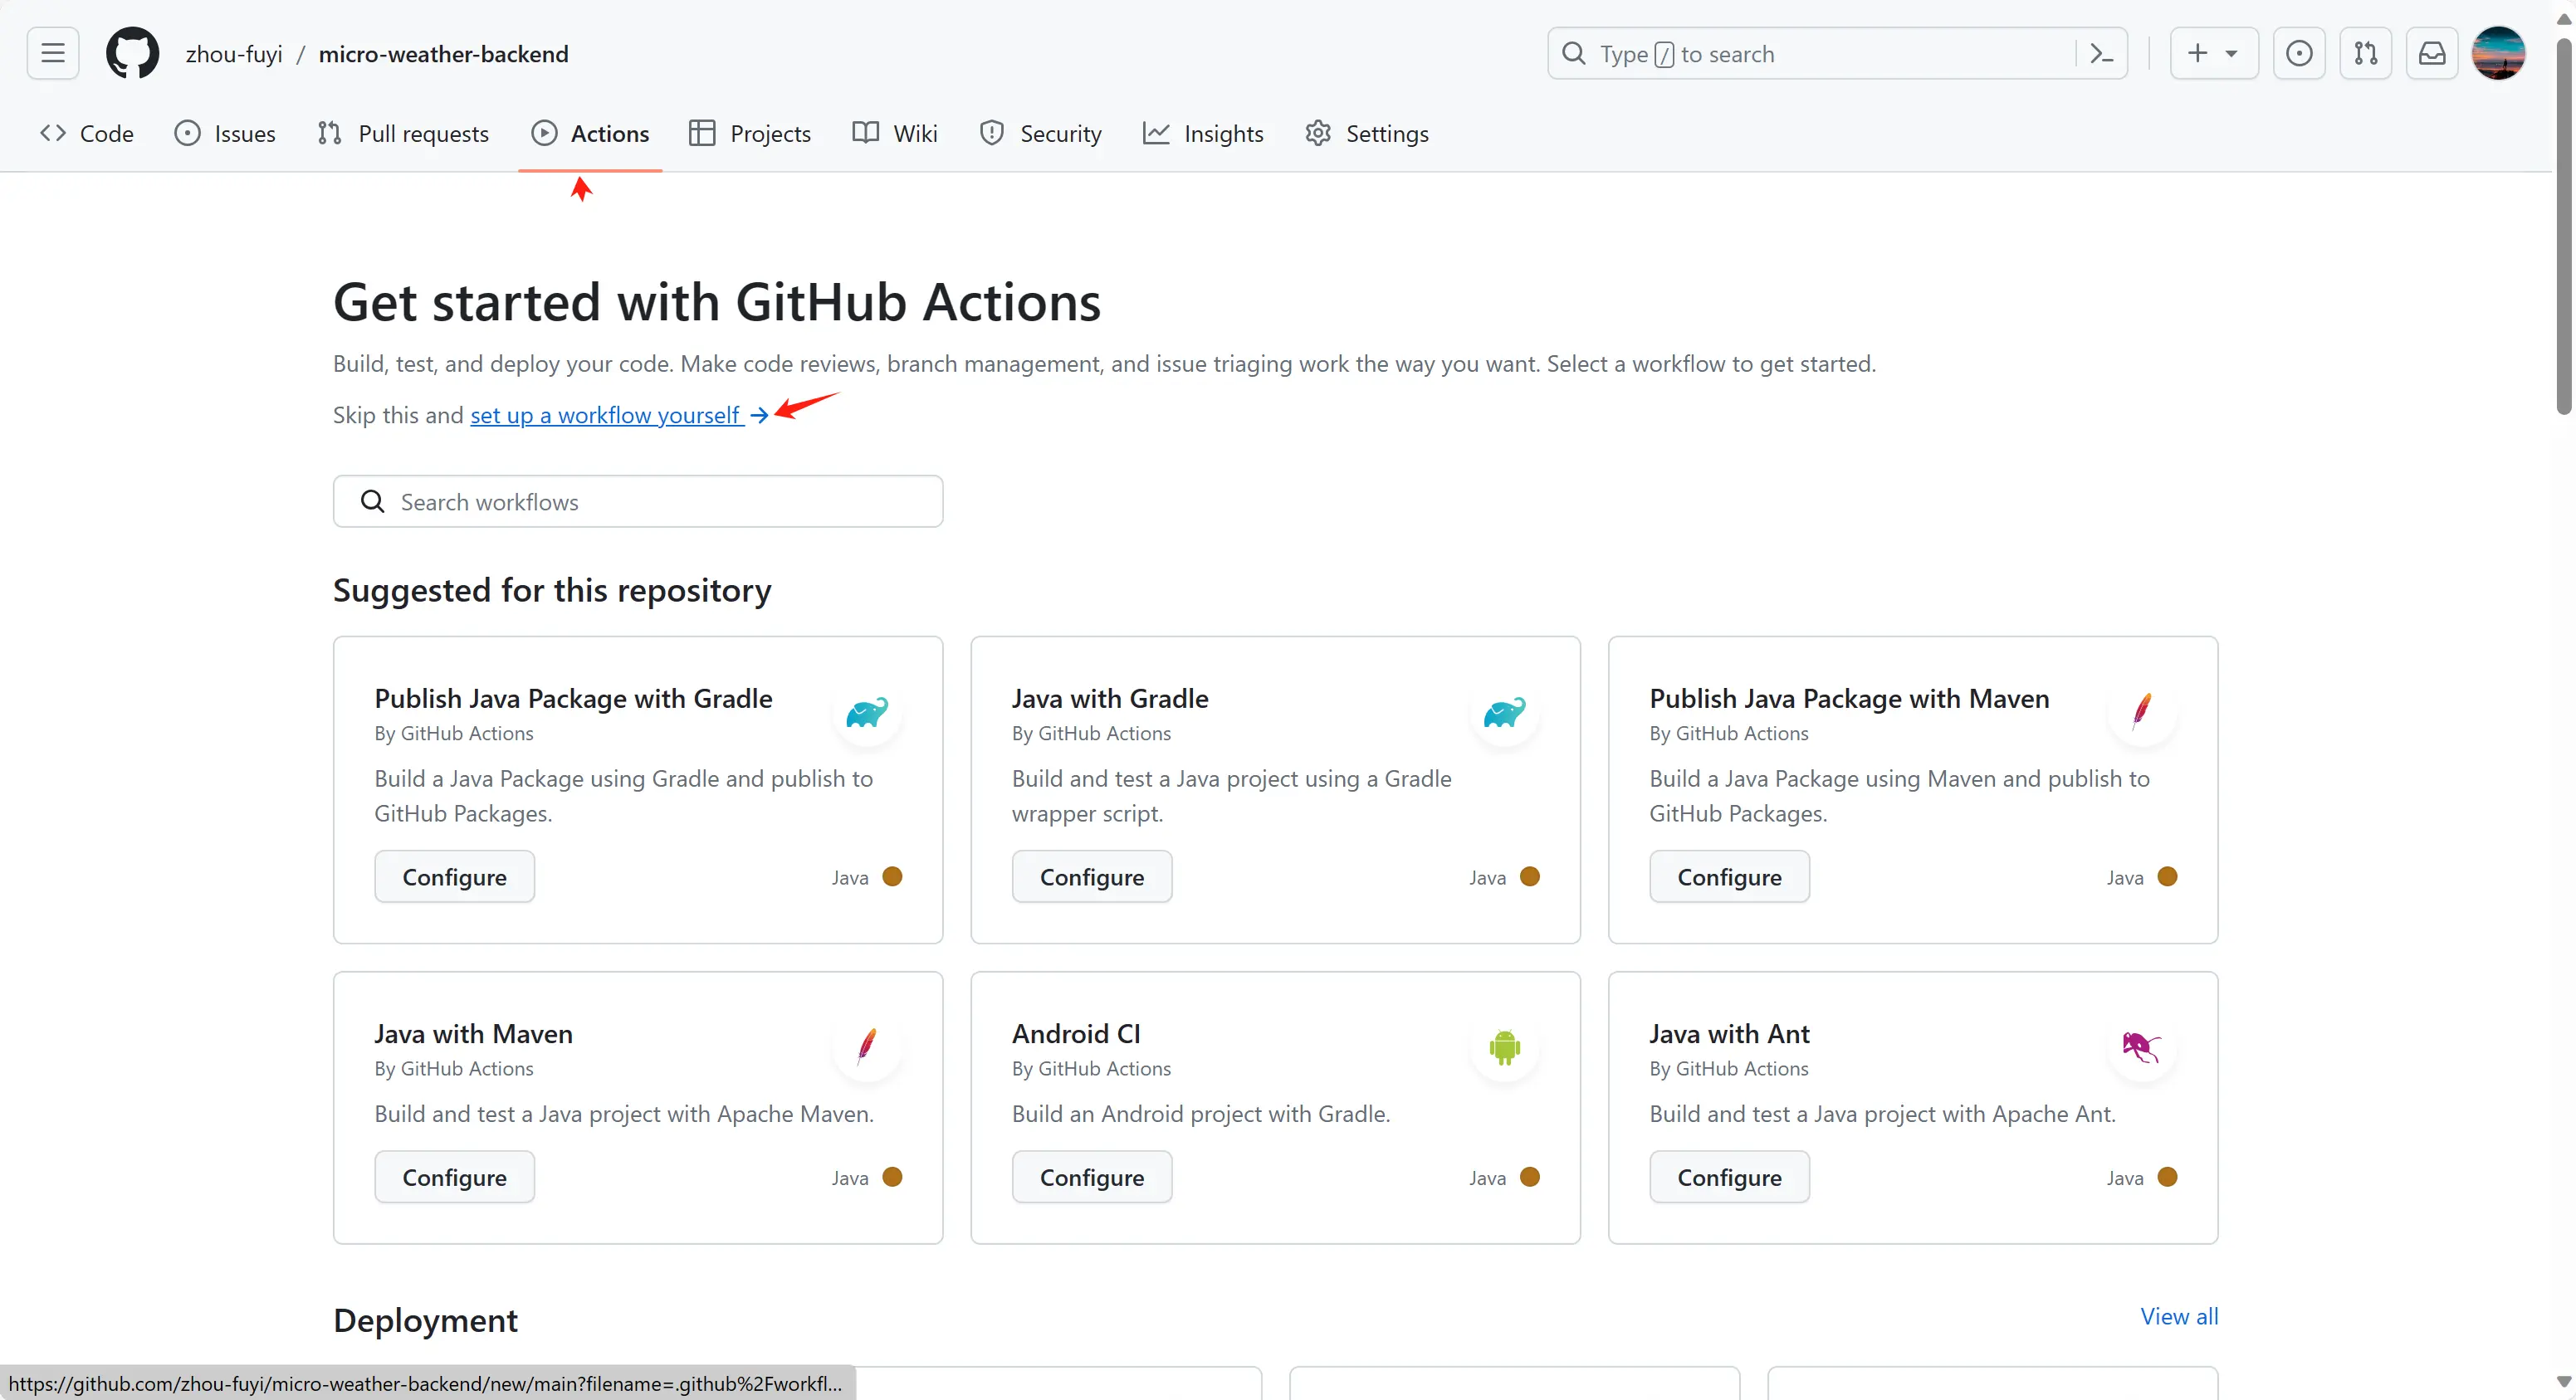 zhou-fuyi / micro-weather-backend
Type / to search
Code Issues Pull requests Actions Projects Wiki Security Insights Settings
Get started with GitHub Actions
Build, test, and deploy your code. Make code reviews, branch management, and issue triaging work the way you want. Select a workflow to get started.
Skip this and set up a workflow yourself →
Search workflows
Suggested for this repository
Publish Java Package with Gradle
By GitHub Actions
Build a Java Package using Gradle and publish to
GitHub Packages.
Configure
Java
Java with Gradle
By GitHub Actions
Build and test a Java project using a Gradle
wrapper script.
Configure
Java
Publish Java Package with Maven
By GitHub Actions
Build a Java Package using Maven and publish to
GitHub Packages.
Configure
Java
Java with Maven
By GitHub Actions
Build and test a Java project with Apache Maven.
Configure
Java
Android CI
By GitHub Actions
Build an Android project with Gradle.
Configure
Java
Java with Ant
By GitHub Actions
Build and test a Java project with Apache Ant.
Configure
Java
Deployment
View all
https://github.com/zhou-fuyi/micro-weather-backend/new/main?filename=.github%2Fworkfl...